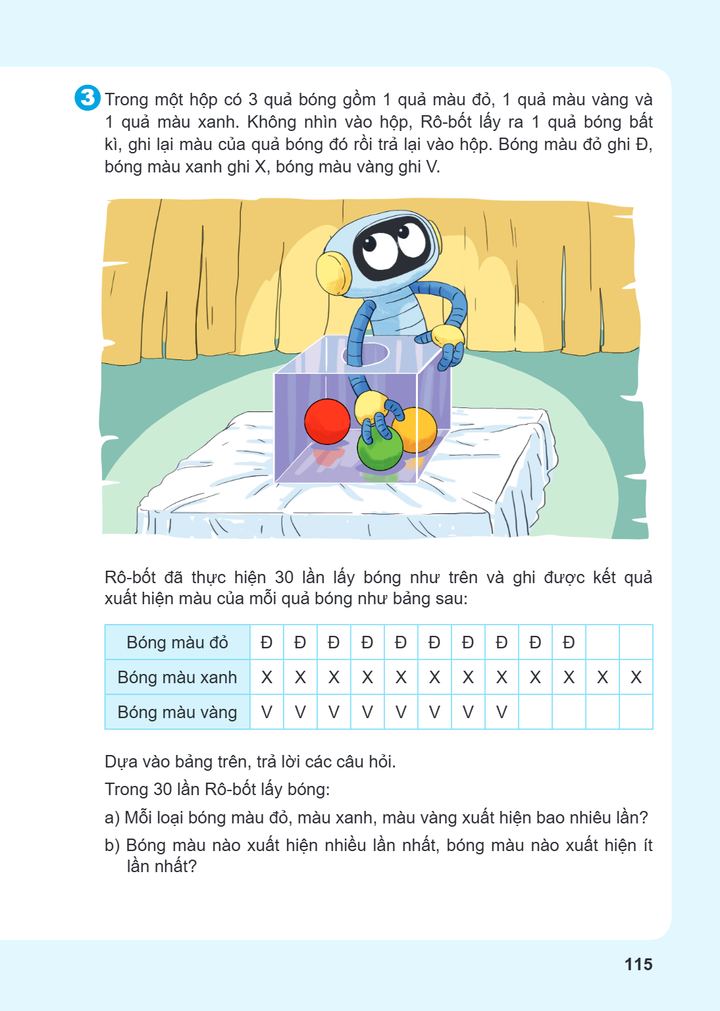 3 Trong một hộp có 3 quả bóng gồm 1 quả màu đỏ, 1 quả màu vàng và
1 quả màu xanh. Không nhìn vào hộp, Rô-bốt lấy ra 1 quả bóng bất
kì, ghi lại màu của quả bóng đó rồi trả lại vào hộp. Bóng màu đỏ ghi Đ,
bóng màu xanh ghi X, bóng màu vàng ghi V.
Rô-bốt đã thực hiện 30 lần lấy bóng như trên và ghi được kết quả
xuất hiện màu của mỗi quả bóng như bảng sau:
Bóng màu đỏ Đ Đ Đ Đ Đ Đ Đ Đ Đ Đ
Bóng màu xanh X X X X X X X X X X X X
Bóng màu vàng V V V V V V V V
Dựa vào bảng trên, trả lời các câu hỏi.
Trong 30 lần Rô-bốt lấy bóng:
a) Mỗi loại bóng màu đỏ, màu xanh, màu vàng xuất hiện bao nhiêu lần?
b) Bóng màu nào xuất hiện nhiều lần nhất, bóng màu nào xuất hiện ít
lần nhất?
115